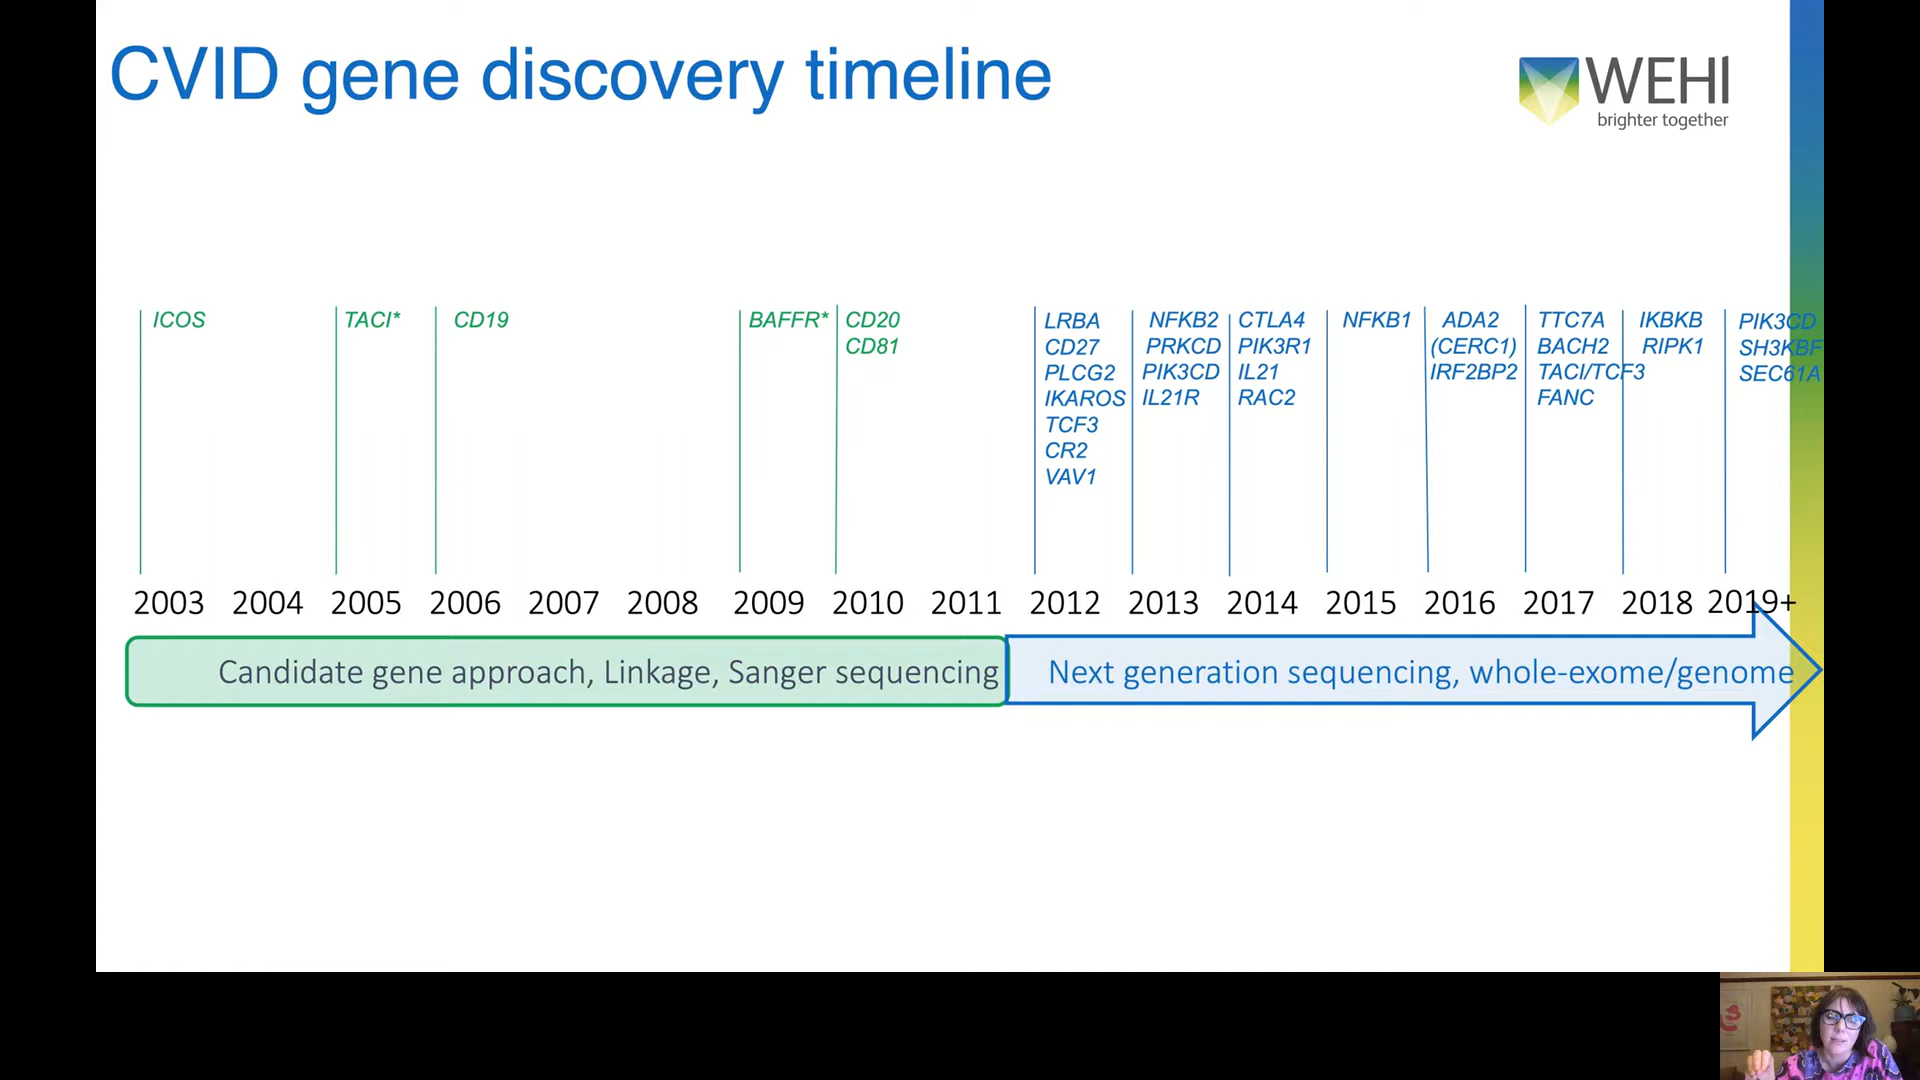 CVID gene discovery timeline
WEHI
brighter together
ICOS
TACI*
CD19
BAFFR*
CD20
CD81
LRBA
CD27
PLCG2
IKAROS
TCF3
CR2
VAV1
NFKB2
PRKCD
PIK3CD
IL21R
CTLA4
PIK3R1
IL21
RAC2
NFKB1
ADA2
(CERC1)
IRF2BP2
TTC7A
BACH2
TACI/TCF3
FANC
IKBKB
RIPK1
PIK3CD
SH3KBF
SEC61A
2003 2004 2005 2006 2007 2008 2009 2010 2011 2012 2013 2014 2015 2016 2017 2018 2019+
Candidate gene approach, Linkage, Sanger sequencing
Next generation sequencing, whole-exome/genome